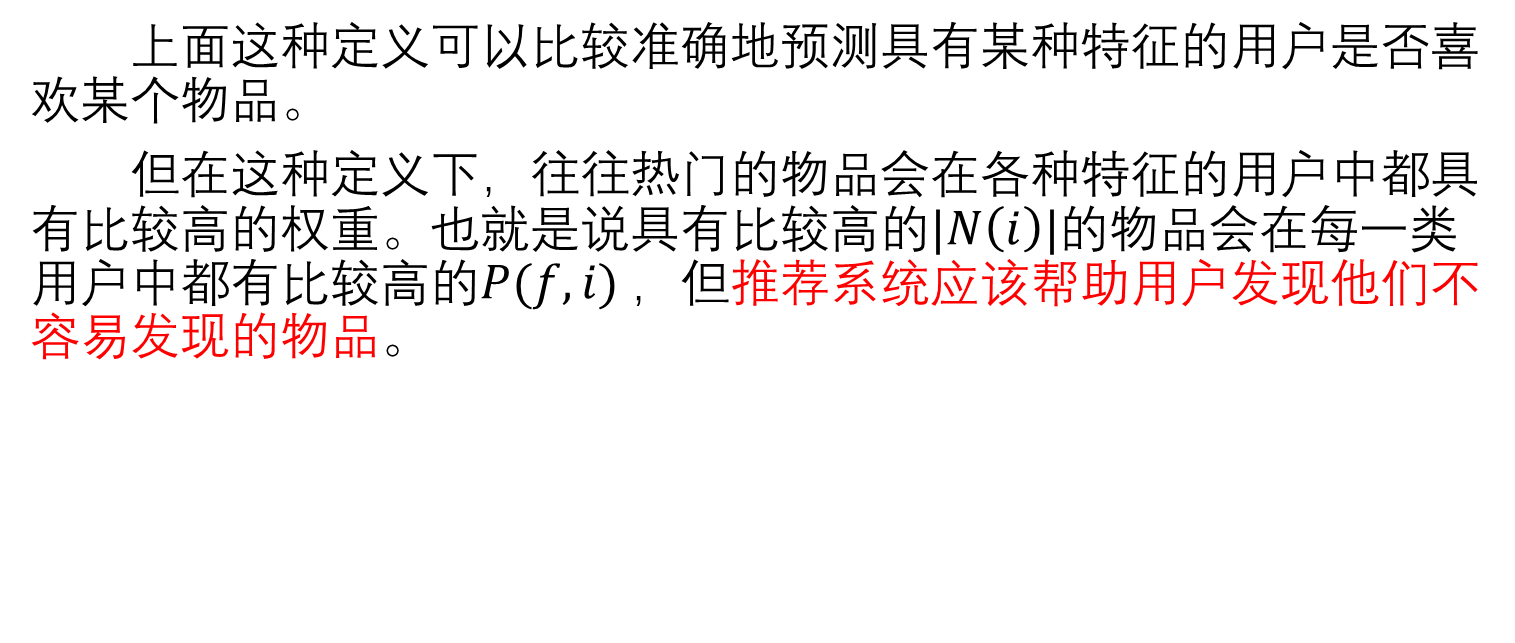 上面这种定义可以比较准确地预测具有某种特征的用户是否喜
欢某个物品。
但在这种定义下，往往热门的物品会在各种特征的用户中都具
有比较高的权重。也就是说具有比较高的|N(i)|的物品会在每一类
用户中都有比较高的P(f,i)，但推荐系统应该帮助用户发现他们不
容易发现的物品。